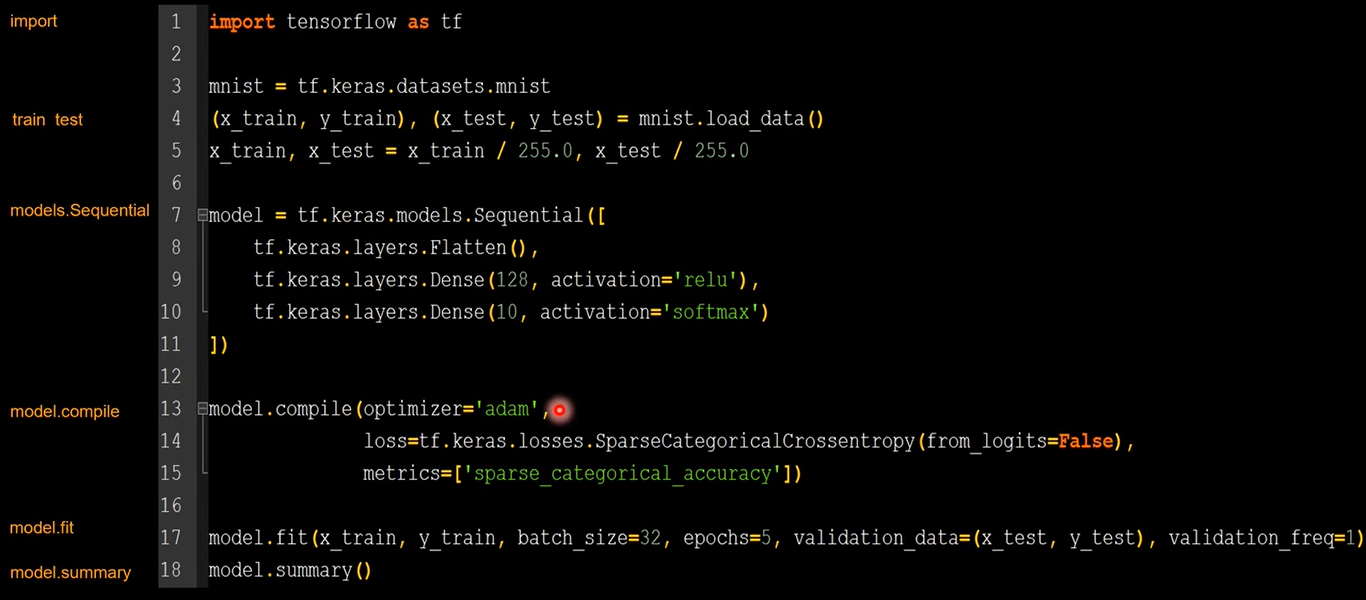 import 1 import tensorflow as tf
2
3 mnist = tf.keras.datasets.mnist
train test 4 (x_train, y_train), (x_test, y_test) = mnist.load_data()
5 x_train, x_test = x_train / 255.0, x_test / 255.0
6
models.Sequential 7 model = tf.keras.models.Sequential([
8     tf.keras.layers.Flatten(),
9     tf.keras.layers.Dense(128, activation='relu'),
10     tf.keras.layers.Dense(10, activation='softmax')
11 ])
12
model.compile 13 model.compile(optimizer='adam',
14               loss=tf.keras.losses.SparseCategoricalCrossentropy(from_logits=False),
15               metrics=['sparse_categorical_accuracy'])
16
model.fit 17 model.fit(x_train, y_train, batch_size=32, epochs=5, validation_data=(x_test, y_test), validation_freq=1)
model.summary 18 model.summary()